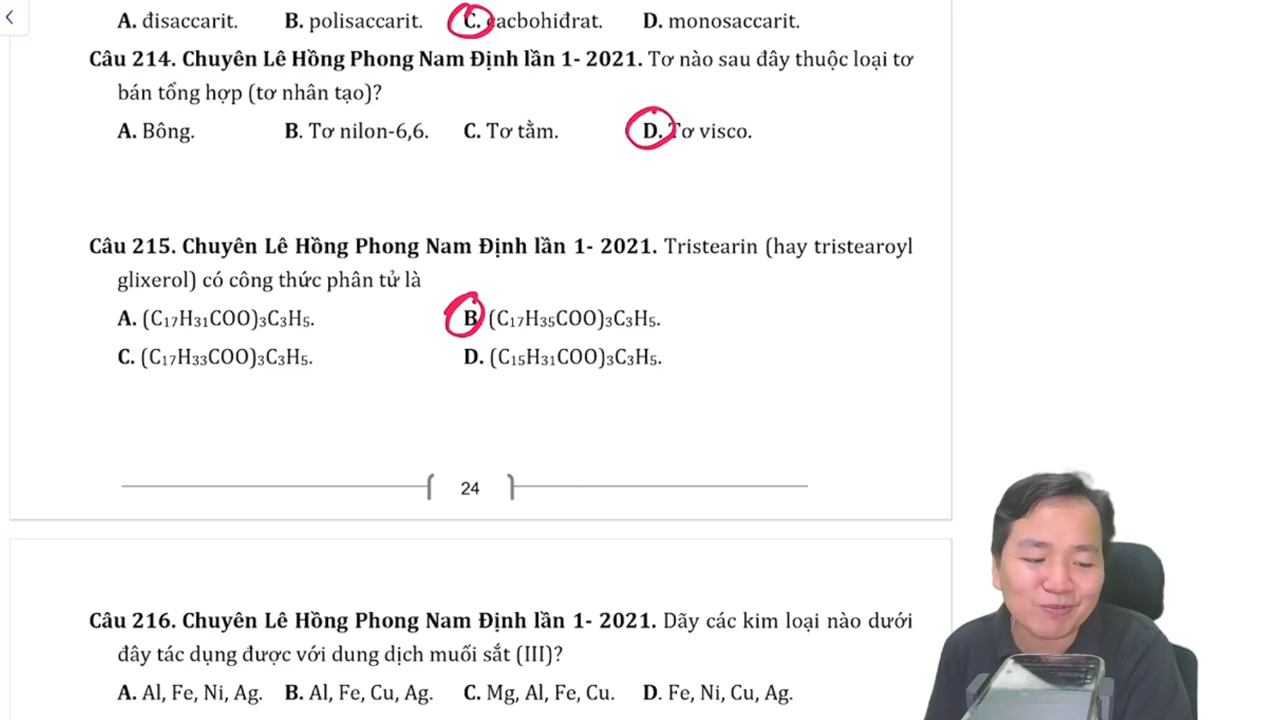 A. đisaccarit. B. polisaccarit. C. cacbohiđrat. D. monosaccarit.
Câu 214. Chuyên Lê Hồng Phong Nam Định lần 1- 2021. Tơ nào sau đây thuộc loại tơ
bán tổng hợp (tơ nhân tạo)?
A. Bông. B. Tơ nilon-6,6. C. Tơ tằm. D. Tơ visco.
Câu 215. Chuyên Lê Hồng Phong Nam Định lần 1- 2021. Tristearin (hay tristearoyl
glixerol) có công thức phân tử là
A. (C₁₇H₃₁COO)₃C₃H₅. B. (C₁₇H₃₅COO)₃C₃H₅.
C. (C₁₇H₃₃COO)₃C₃H₅. D. (C₁₅H₃₁COO)₃C₃H₅.
24
Câu 216. Chuyên Lê Hồng Phong Nam Định lần 1- 2021. Dãy các kim loại nào dưới
đây tác dụng được với dung dịch muối sắt (III)?
A. Al, Fe, Ni, Ag. B. Al, Fe, Cu, Ag. C. Mg, Al, Fe, Cu. D. Fe, Ni, Cu, Ag.